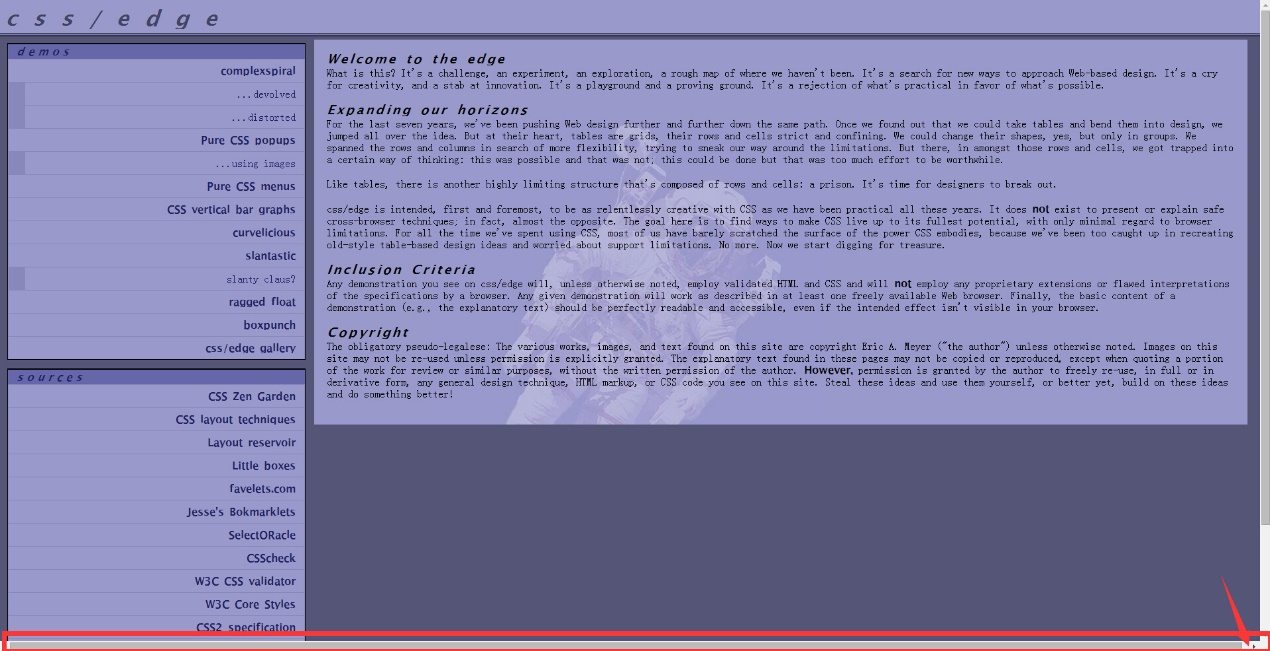 css/edge
demos
complexspiral
...devolved
...distorted
Pure CSS popups
...using images
Pure CSS menus
CSS vertical bar graphs
curvelicious
slantastic
slanty claus?
ragged float
boxpunch
css/edge gallery
sources
CSS Zen Garden
CSS layout techniques
Layout reservoir
Little boxes
favelets.com
Jesse's Bokmarklets
SelectORacle
CSScheck
W3C CSS validator
W3C Core Styles
CSS2 specification
Welcome to the edge
What is this? It's a challenge, an experiment, an exploration, a rough map of where we haven't been. It's a search for new ways to approach Web-based design. It's a cry
for creativity, and a stab at innovation. It's a playground and a proving ground. It's a rejection of what's practical in favor of what's possible.
Expanding our horizons
For the last seven years, we've been pushing Web design further and further down the same path. Once we found out that we could take tables and bend them into design, we
jumped all over the idea. But at their heart, tables are grids, their rows and cells strict and confining. We could change their shapes, yes, but only in groups. We
spanned the rows and columns in search of more flexibility, trying to sneak our way around the limitations. But there, in amongst those rows and cells, we got trapped into
a certain way of thinking: this was possible and that was not; this could be done but that was too much effort to be worthwhile.
Like tables, there is another highly limiting structure that's composed of rows and cells: a prison. It's time for designers to break out.
css/edge is intended, first and foremost, to be as relentlessly creative with CSS as we have been practical all these years. It does not exist to present or explain safe
cross-browser techniques; in fact, almost the opposite. The goal here is to find ways to make CSS live up to its fullest potential, with only minimal regard to browser
limitations. For all the time we've spent using CSS, most of us have barely scratched the surface of the power CSS embodies, because we've been too caught up in recreating
old-style table-based design ideas and worried about support limitations. No more. Now we start digging for treasure.
Inclusion Criteria
Any demonstration you see on css/edge will, unless otherwise noted, employ validated HTML and CSS and will not employ any proprietary extensions or flawed interpretations
of the specifications by a browser. Any given demonstration will work as described in at least one freely available Web browser. Finally, the basic content of a
demonstration (e.g., the explanatory text) should be perfectly readable and accessible, even if the intended effect isn't visible in your browser.
Copyright
The obligatory pseudo-legalese: The various works, images, and text found on this site are copyright Eric A. Meyer ("the author") unless otherwise noted. Images on this
site may not be re-used unless permission is explicitly granted. The explanatory text found in these pages may not be copied or reproduced, except when quoting a portion
of the work for review or similar purposes, without the written permission of the author. However, permission is granted by the author to freely re-use, in full or in
derivative form, any general design technique, HTML markup, or CSS code you see on this site. Steal these ideas and use them yourself, or better yet, build on these ideas
and do something better!